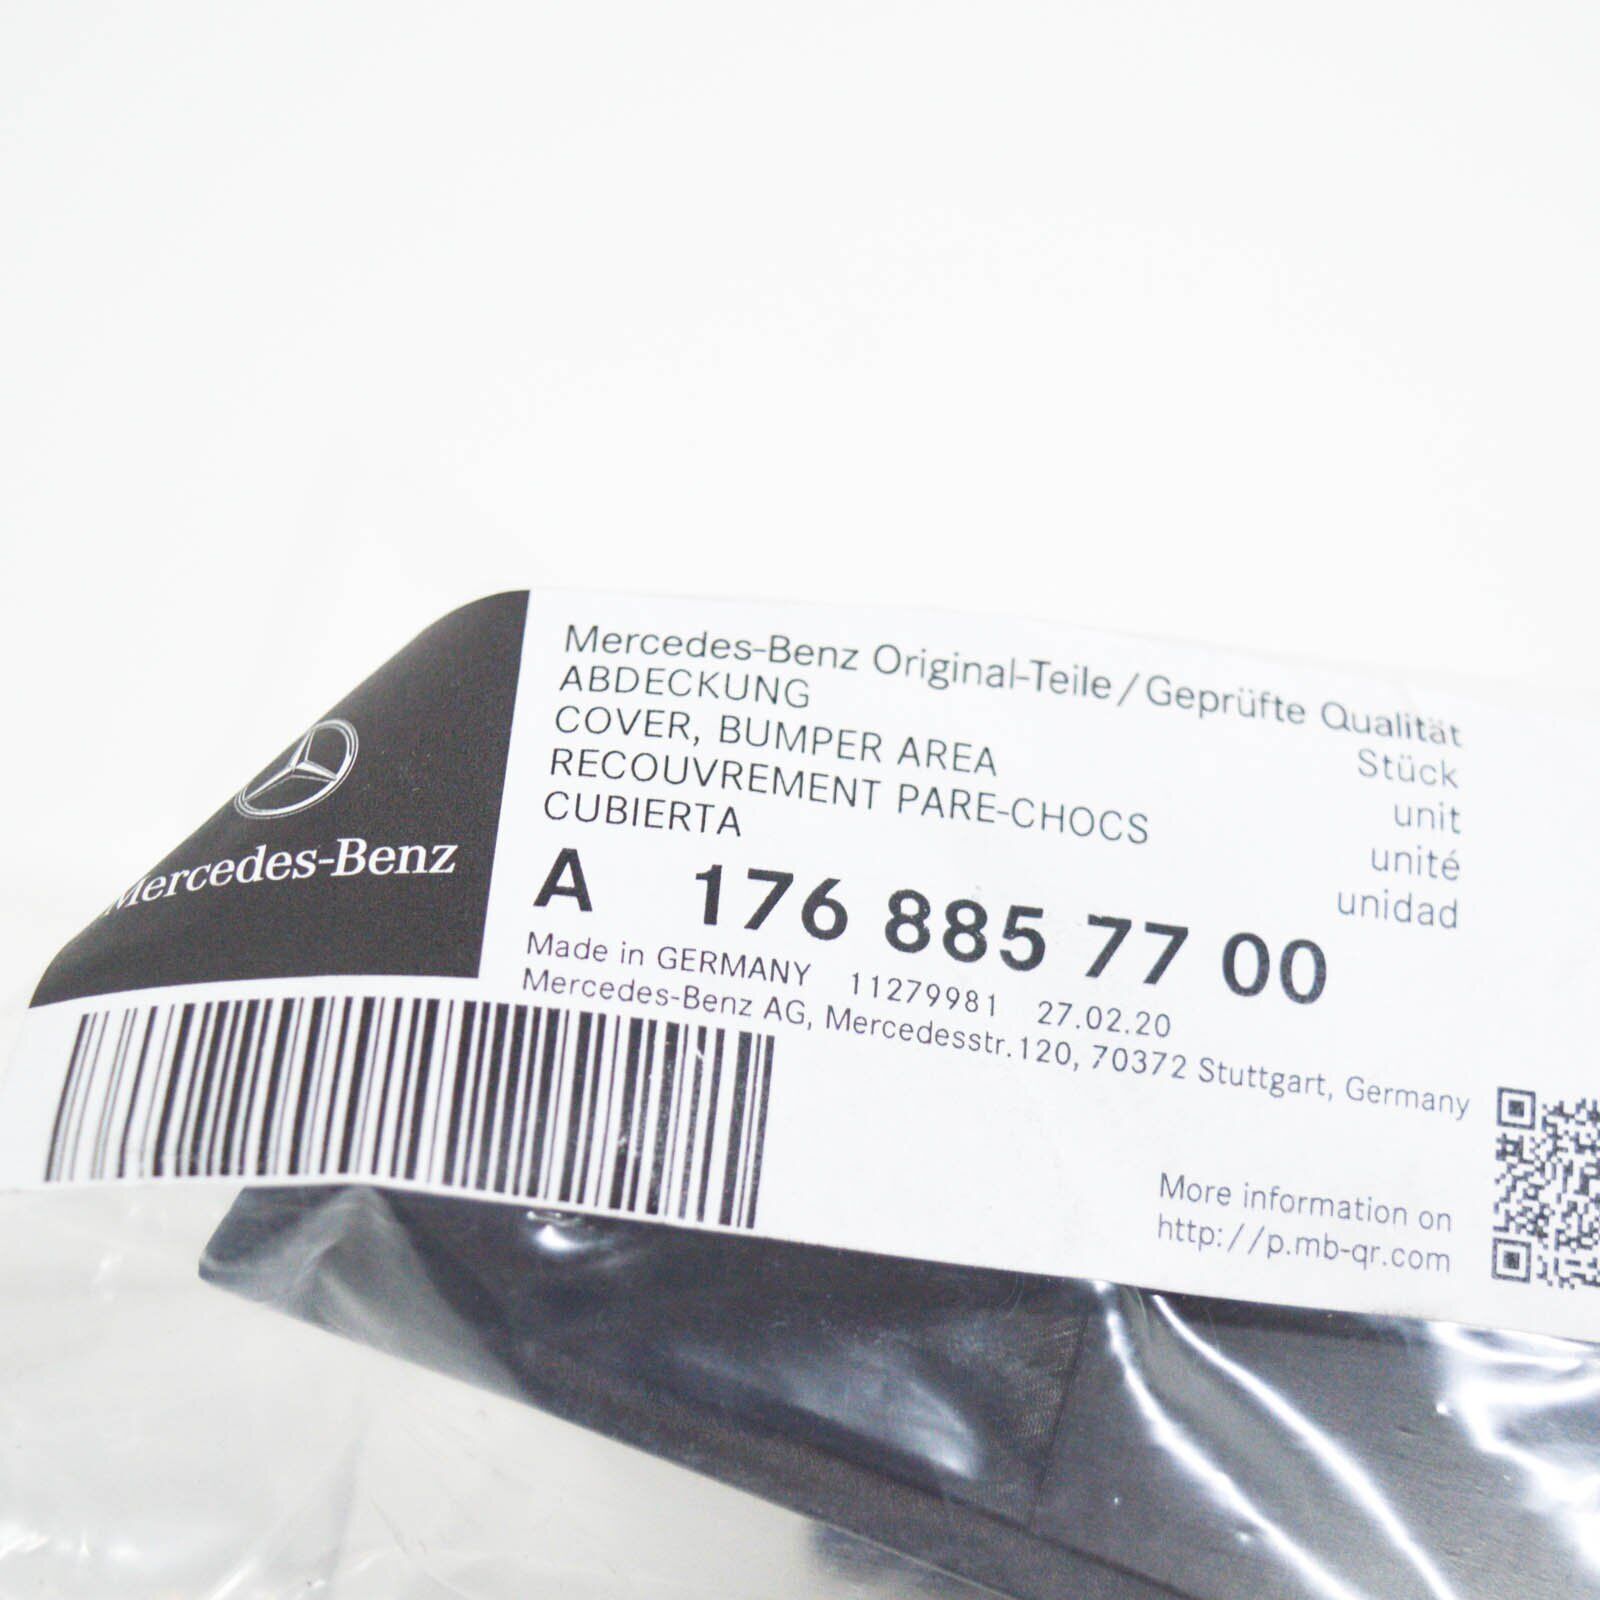 Mercedes-Benz
Mercedes-Benz Original-Teile/Geprüfte Qualität
ABDECKUNG Stück
COVER, BUMPER AREA unit
RECOUVREMENT PARE-CHOCS unité
CUBIERTA unidad
A 176 885 77 00
Made in GERMANY 11279981 27.02.20
Mercedes-Benz AG, Mercedesstr.120, 70372 Stuttgart, Germany
More information on
http://p.mb-qr.com